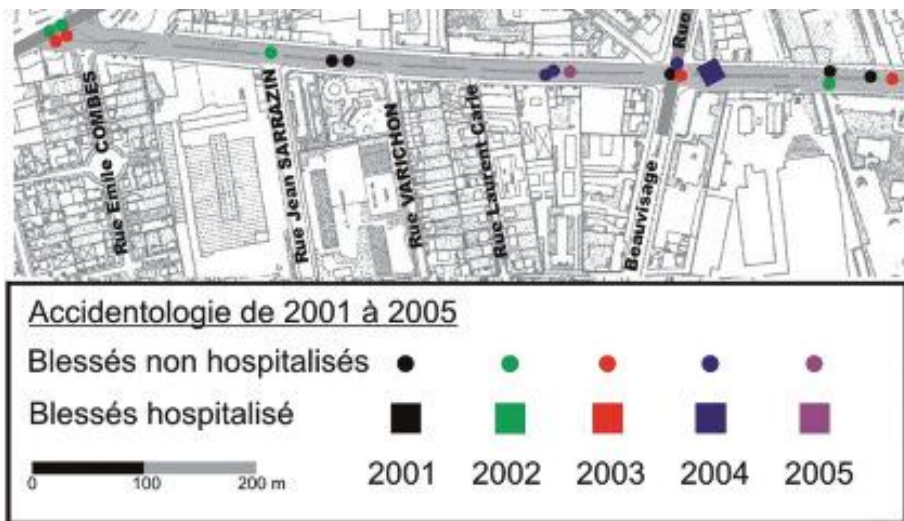 Rue Emile COMBES
Rue Jean SARRAZIN
Rue VARICHON
Rue Laurent Carle
Beauvisage
Rue
Accidentologie de 2001 à 2005
Blessés non hospitalisés
Blessés hospitalisé
2001 2002 2003 2004 2005
0 100 200 m